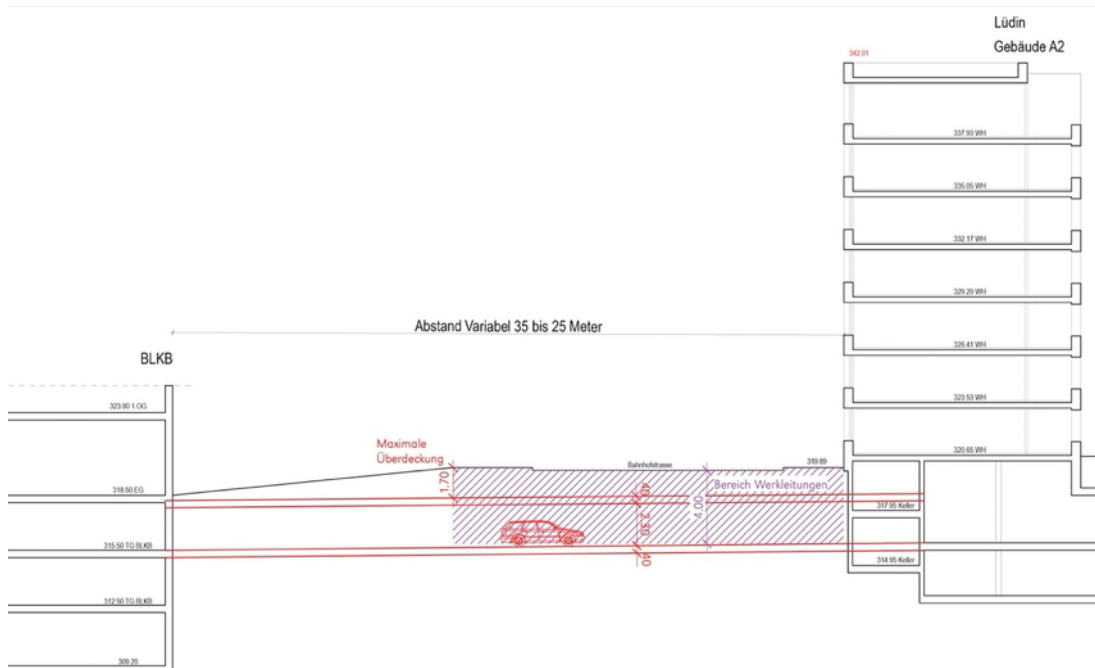 Lüdin
Gebäude A2
342.01
337.93 WH
335.05 WH
332.17 WH
329.29 WH
Abstand Variabel 35 bis 25 Meter
326.41 WH
BLKB
323.53 WH
323.00 1.OG
Maximale
Überdeckung
320.65 WH
Bahnhofstrasse
319.89
1.70
40
Bereich Werkleitungen
318.50 EG
4.00
2.30
317.95 Keller
315.50 TG BLKB
40
314.95 Keller
312.50 TG BLKB
309.20